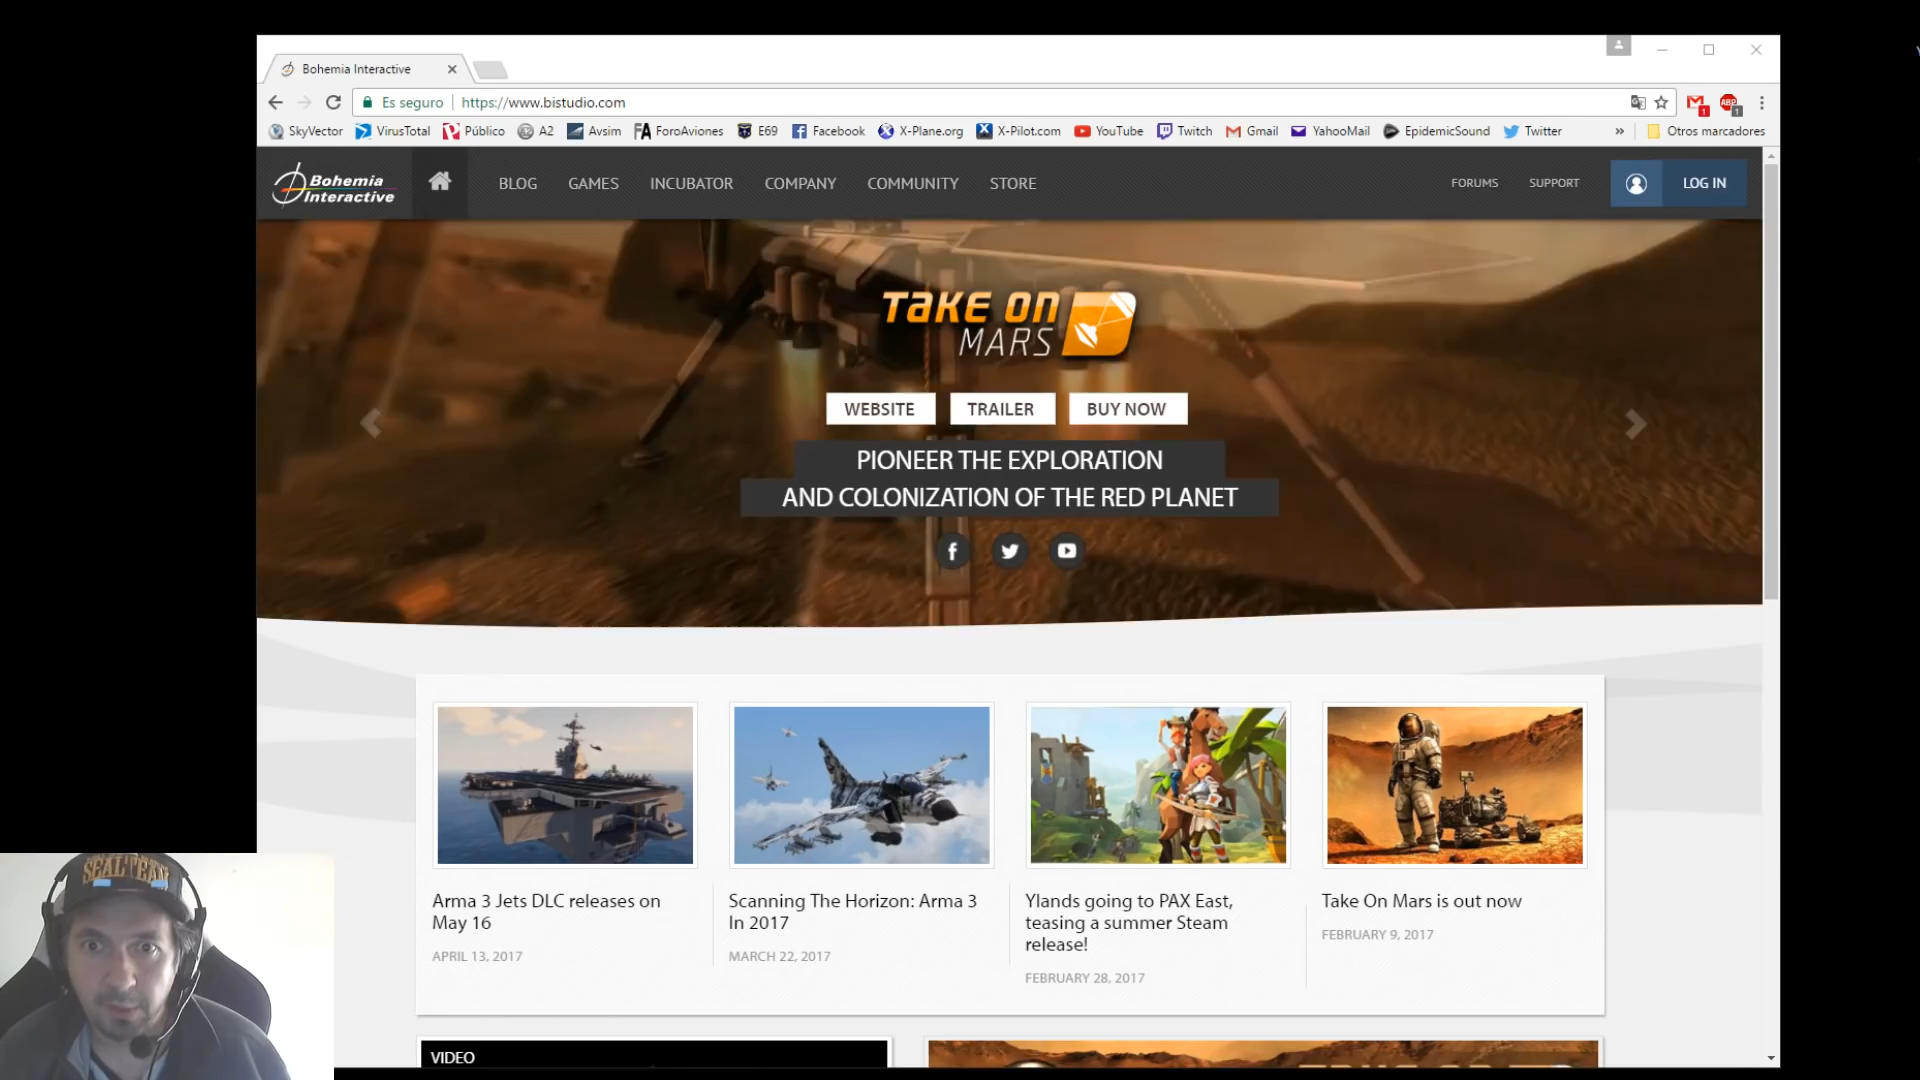 Bohemia Interactive
Es seguro
https://www.bistudio.com
SkyVector VirusTotal Público A2 Avsim ForoAviones E69 Facebook X-Plane.org X-Pilot.com YouTube Twitch Gmail YahooMail EpidemicSound Twitter » Otros marcadores
Bohemia
Interactive
BLOG GAMES INCUBATOR COMPANY COMMUNITY STORE FORUMS SUPPORT LOG IN
TAKE ON
MARS
WEBSITE TRAILER BUY NOW
PIONEER THE EXPLORATION
AND COLONIZATION OF THE RED PLANET
Arma 3 Jets DLC releases on
May 16
APRIL 13, 2017
Scanning The Horizon: Arma 3
In 2017
MARCH 22, 2017
Ylands going to PAX East,
teasing a summer Steam
release!
FEBRUARY 28, 2017
Take On Mars is out now
FEBRUARY 9, 2017
VIDEO
TAKE ON
SEAL TEAM